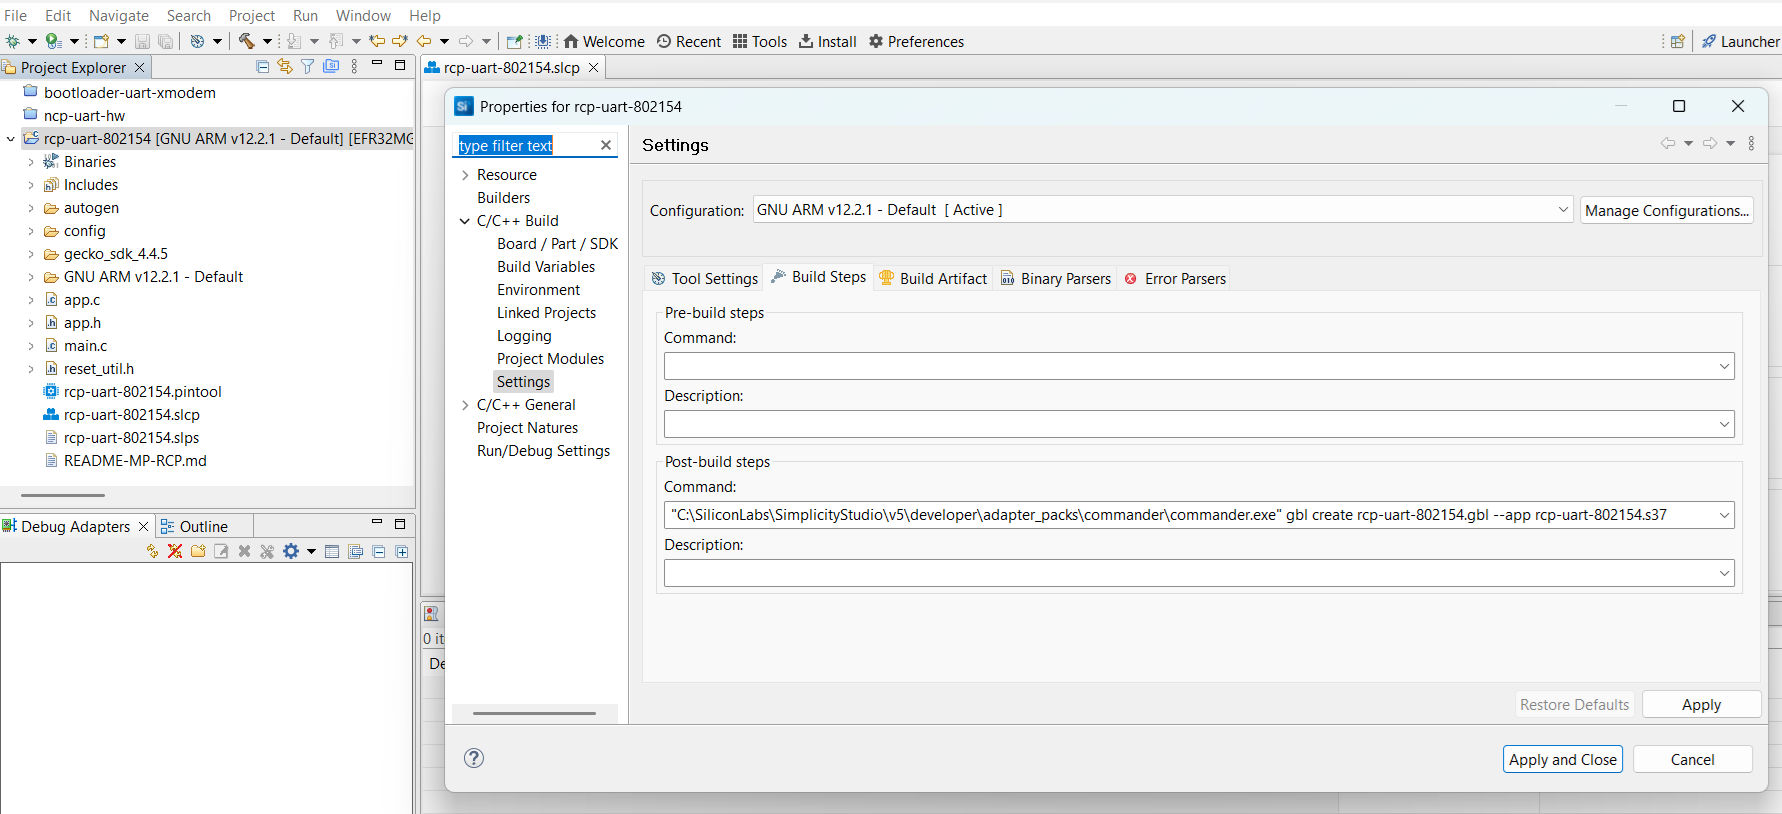 File Edit Navigate Search Project Run Window Help
Welcome Recent Tools Install Preferences Launcher
Project Explorer
bootloader-uart-xmodem
ncp-uart-hw
rcp-uart-802154 [GNU ARM v12.2.1 - Default] [EFR32MG
Binaries
Includes
autogen
config
gecko_sdk_4.4.5
GNU ARM v12.2.1 - Default
app.c
app.h
main.c
reset_util.h
rcp-uart-802154.pintool
rcp-uart-802154.slcp
rcp-uart-802154.slps
README-MP-RCP.md
Debug Adapters Outline
rcp-uart-802154.slcp
0 it
De
Properties for rcp-uart-802154
type filter text
Resource
Builders
C/C++ Build
Board / Part / SDK
Build Variables
Environment
Linked Projects
Logging
Project Modules
Settings
C/C++ General
Project Natures
Run/Debug Settings
Settings
Configuration: GNU ARM v12.2.1 - Default [ Active ] Manage Configurations...
Tool Settings Build Steps Build Artifact Binary Parsers Error Parsers
Pre-build steps
Command:
Description:
Post-build steps
Command:
"C:\SiliconLabs\SimplicityStudio\v5\developer\adapter_packs\commander\commander.exe" gbl create rcp-uart-802154.gbl --app rcp-uart-802154.s37
Description:
Restore Defaults Apply
Apply and Close Cancel